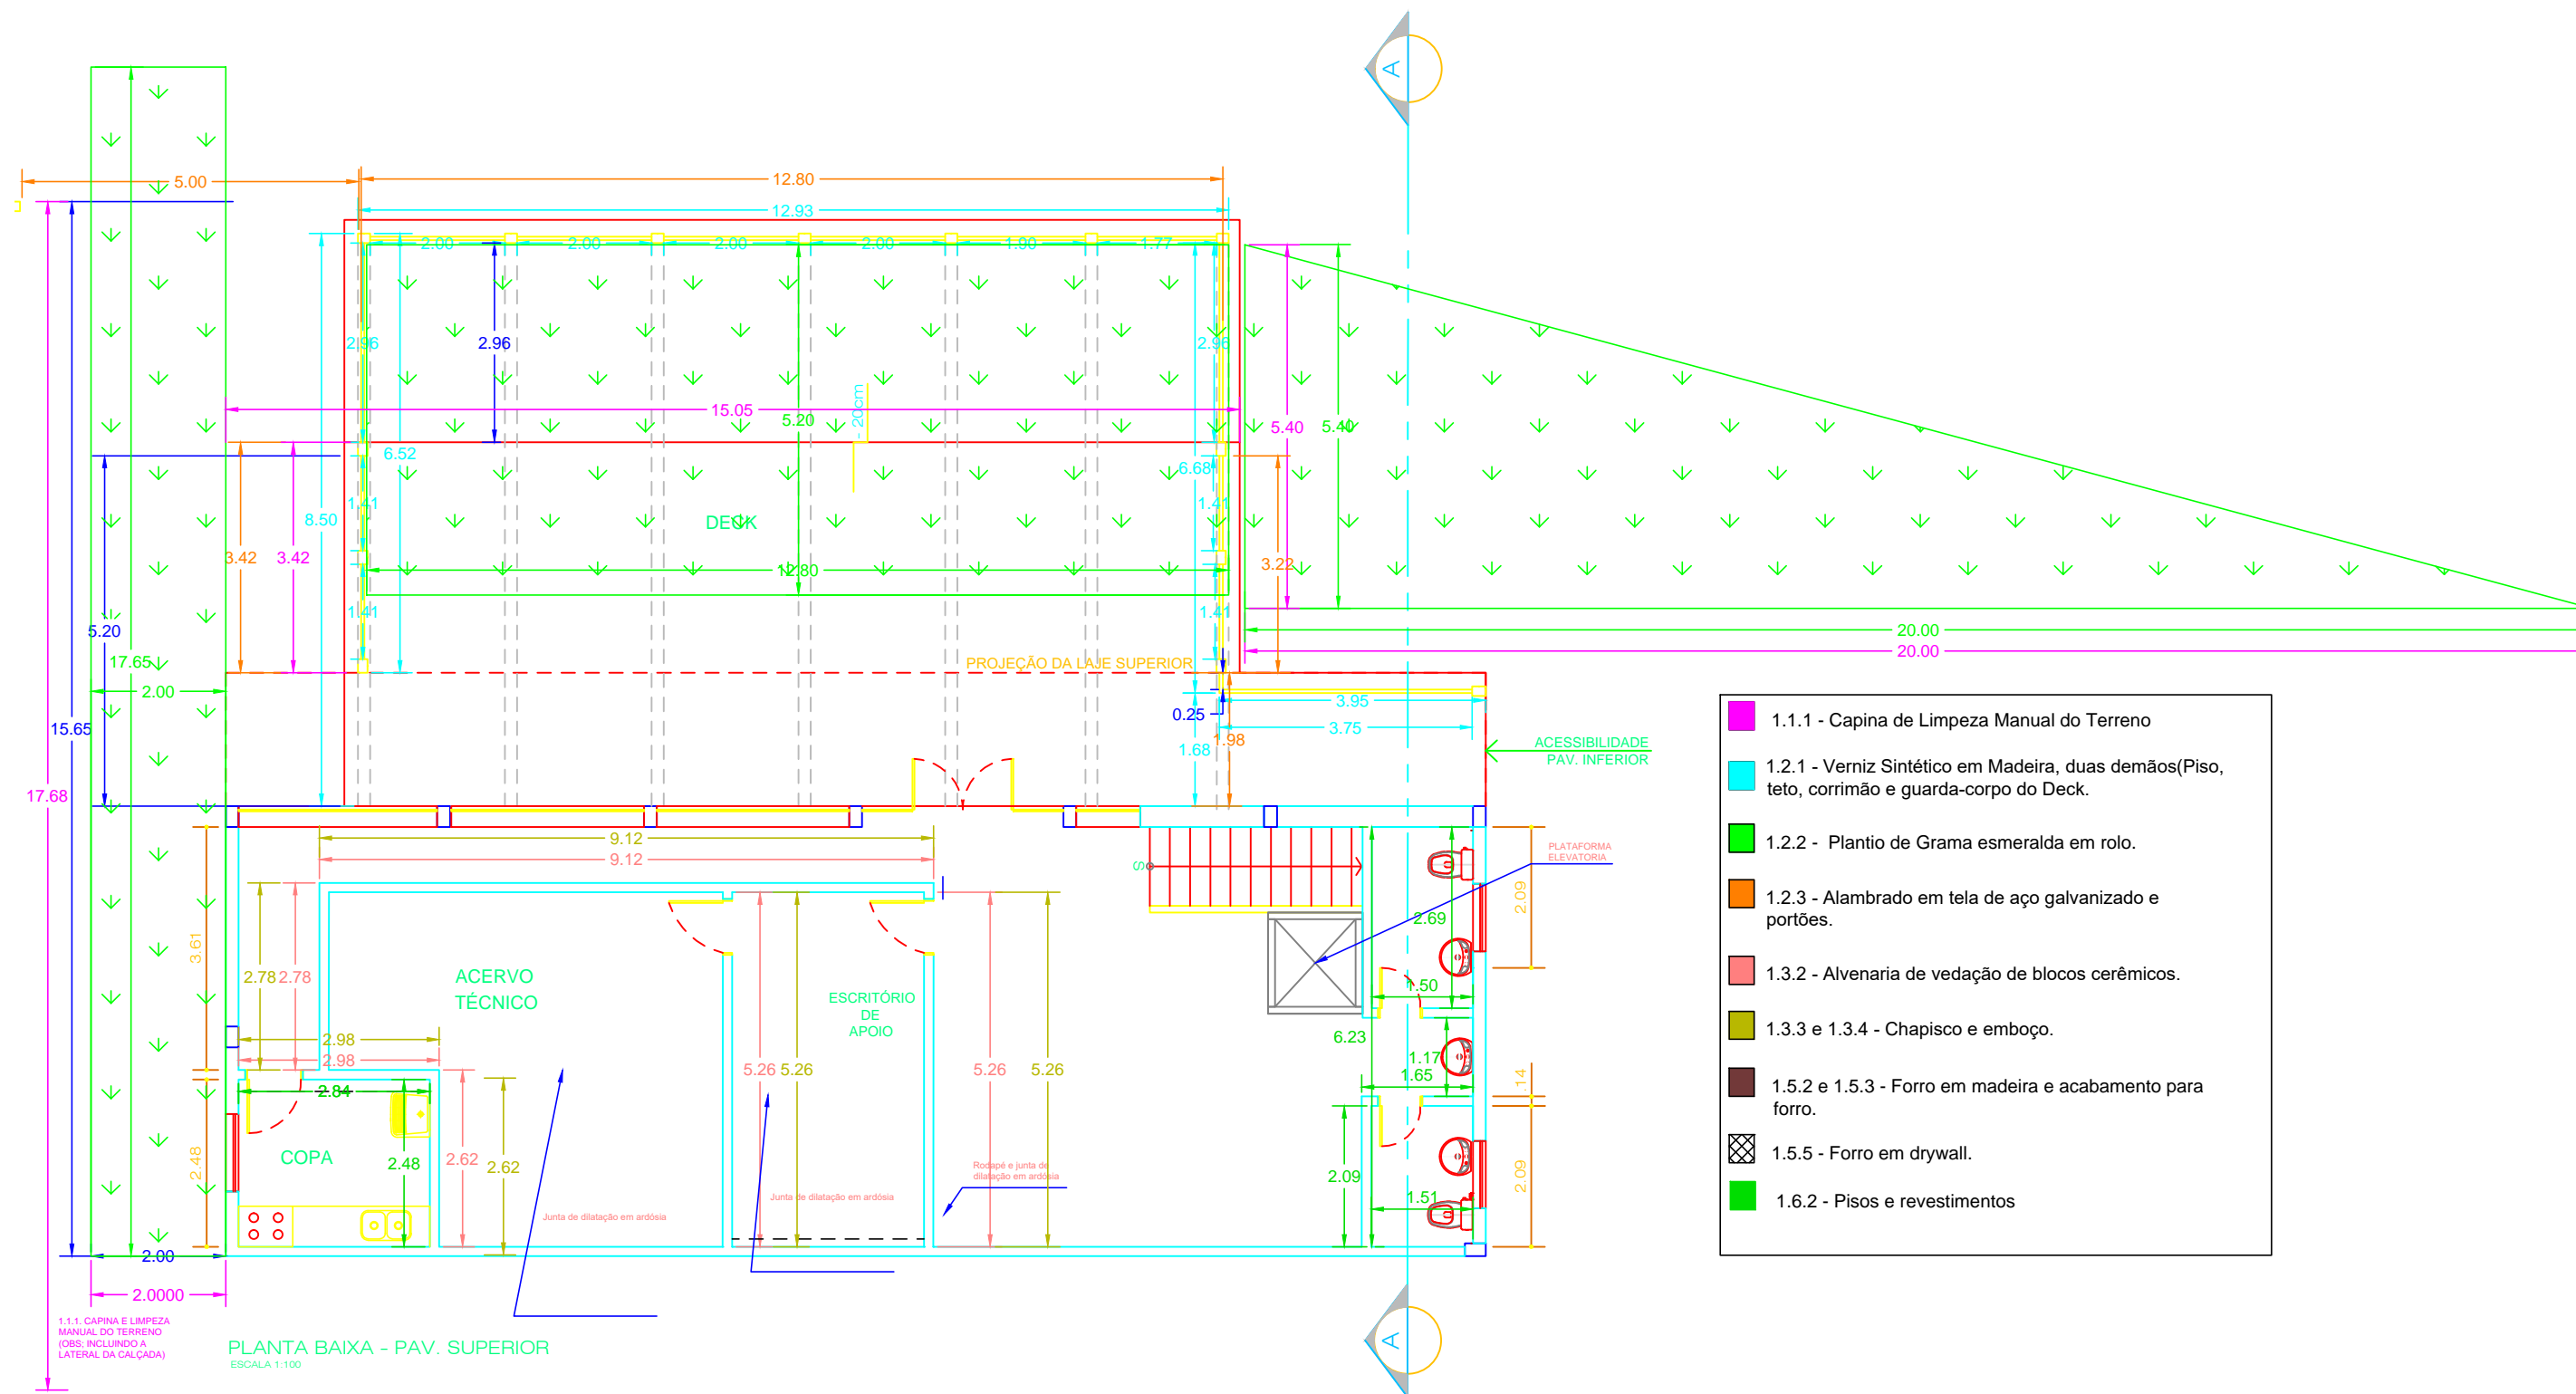 A
5.00
12.80
12.93
2.00
2.00
2.00
2.00
1.90
1.77
2.96
2.96
2.96
15.05
5.20
- 20cm
5.40
5.40
6.52
6.68
8.50
1.41
1.41
DECK
3.42
3.42
3.22
12.80
1.41
1.41
5.20
17.65
2.00
20.00
20.00
PROJEÇÃO DA LAJE SUPERIOR
3.95
0.25
3.75
1.98
1.68
15.65
17.68
ACESSIBILIDADE
PAV. INFERIOR
9.12
9.12
S
PLATAFORMA
ELEVATORIA
2.09
2.69
3.61
2.78
2.78
ACERVO
TÉCNICO
ESCRITÓRIO
DE
APOIO
1.50
2.98
2.98
6.23
1.17
1.65
1.14
5.26
5.26
5.26
5.26
2.84
COPA
2.48
2.48
2.62
2.62
2.09
2.09
1.51
Rodapé e junta de
dilatação em ardósia
Junta de dilatação em ardósia
Junta de dilatação em ardósia
2.00
2.0000
1.1.1. CAPINA E LIMPEZA
MANUAL DO TERRENO
(OBS: INCLUINDO A
LATERAL DA CALÇADA)
PLANTA BAIXA - PAV. SUPERIOR
ESCALA 1:100
A
1.1.1 - Capina de Limpeza Manual do Terreno
1.2.1 - Verniz Sintético em Madeira, duas demãos(Piso,
teto, corrimão e guarda-corpo do Deck.
1.2.2 - Plantio de Grama esmeralda em rolo.
1.2.3 - Alambrado em tela de aço galvanizado e
portões.
1.3.2 - Alvenaria de vedação de blocos cerêmicos.
1.3.3 e 1.3.4 - Chapisco e emboço.
1.5.2 e 1.5.3 - Forro em madeira e acabamento para
forro.
1.5.5 - Forro em drywall.
1.6.2 - Pisos e revestimentos